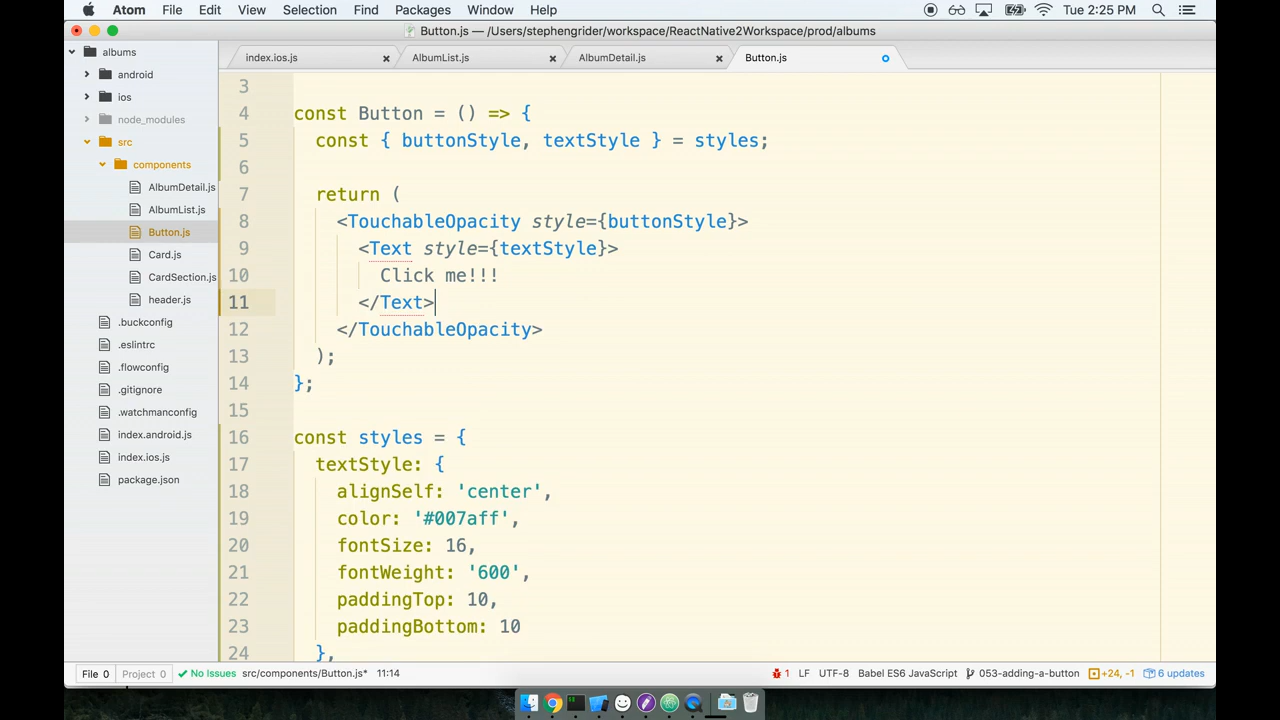 Atom File Edit View Selection Find Packages Window Help Tue 2:25 PM
Button.js — /Users/stephengrider/workspace/ReactNative2Workspace/prod/albums
albums
android
ios
node_modules
src
components
AlbumDetail.js
AlbumList.js
Button.js
Card.js
CardSection.js
header.js
.buckconfig
.eslintrc
.flowconfig
.gitignore
.watchmanconfig
index.android.js
index.ios.js
package.json
index.ios.js AlbumList.js AlbumDetail.js Button.js
3
4 const Button = () => {
5 const { buttonStyle, textStyle } = styles;
6
7 return (
8 <TouchableOpacity style={buttonStyle}>
9 <Text style={textStyle}>
10 Click me!!!
11 </Text>
12 </TouchableOpacity>
13 );
14 };
15
16 const styles = {
17 textStyle: {
18 alignSelf: 'center',
19 color: '#007aff',
20 fontSize: 16,
21 fontWeight: '600',
22 paddingTop: 10,
23 paddingBottom: 10
24 },
File 0 Project 0 No Issues src/components/Button.js* 11:14 1 LF UTF-8 Babel ES6 JavaScript 053-adding-a-button +24, -1 6 updates